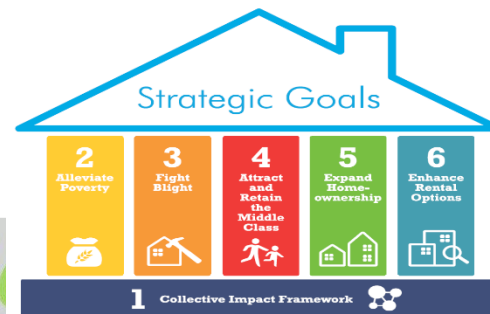 Strategic Goals
2
Alleviate
Poverty
3
Fight
Blight
4
Attract
and
Retain
the
Middle
Class
5
Expand
Home-
ownership
6
Enhance
Rental
Options
1 Collective Impact Framework